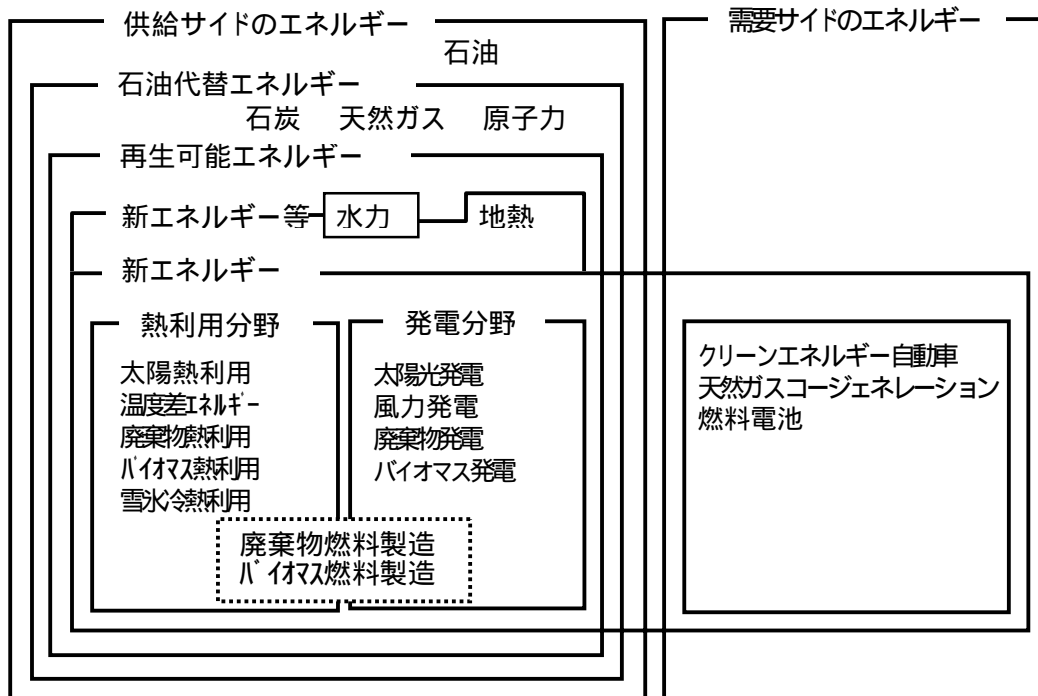 供給サイドのエネルギー
石油
石油代替エネルギー
石炭 天然ガス 原子力
再生可能エネルギー
新エネルギー等 水力 地熱
新エネルギー
熱利用分野
太陽熱利用
温度差エネルギー
廃棄物熱利用
バイオマス熱利用
雪氷冷熱利用
発電分野
太陽光発電
風力発電
廃棄物発電
バイオマス発電
廃棄物燃料製造
バイオマス燃料製造
需要サイドのエネルギー
クリーンエネルギー自動車
天然ガスコージェネレーション
燃料電池